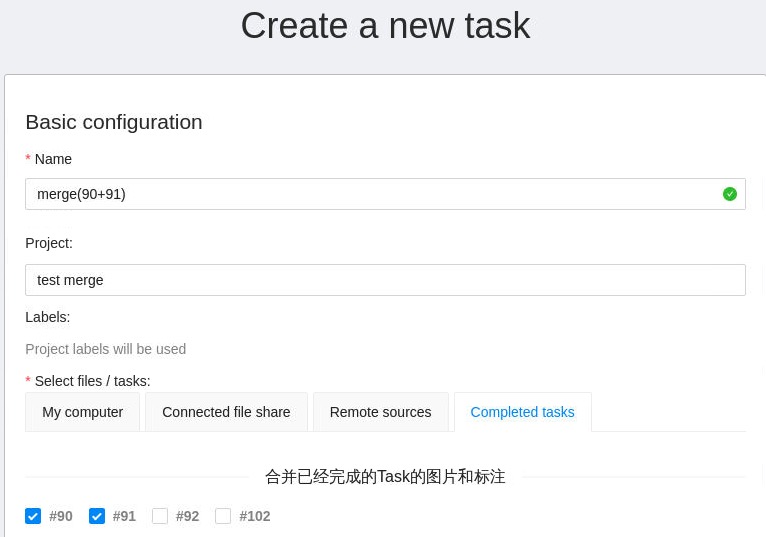 Create a new task
Basic configuration
* Name
merge(90+91)
Project:
test merge
Labels:
Project labels will be used
* Select files / tasks:
My computer Connected file share Remote sources Completed tasks
合并已经完成的Task的图片和标注
#90 #91 #92 #102